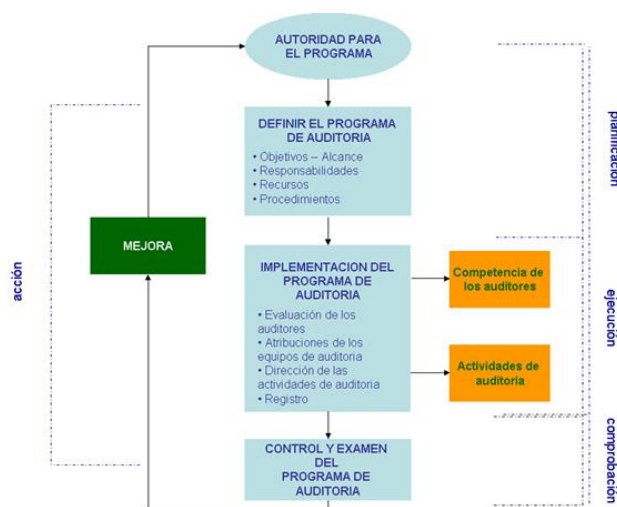 AUTORIDAD PARA
EL PROGRAMA
DEFINIR EL PROGRAMA
DE AUDITORIA
• Objetivos – Alcance
• Responsabilidades
• Recursos
• Procedimientos
planificación
MEJORA
acción
IMPLEMENTACION DEL
PROGRAMA DE
AUDITORIA
• Evaluación de los
auditores
• Atribuciones de los
equipos de auditoria
• Dirección de las
actividades de auditoria
• Registro
Competencia de
los auditores
Actividades de
auditoria
ejecución
CONTROL Y EXAMEN
DEL
PROGRAMA DE
AUDITORIA
comprobación